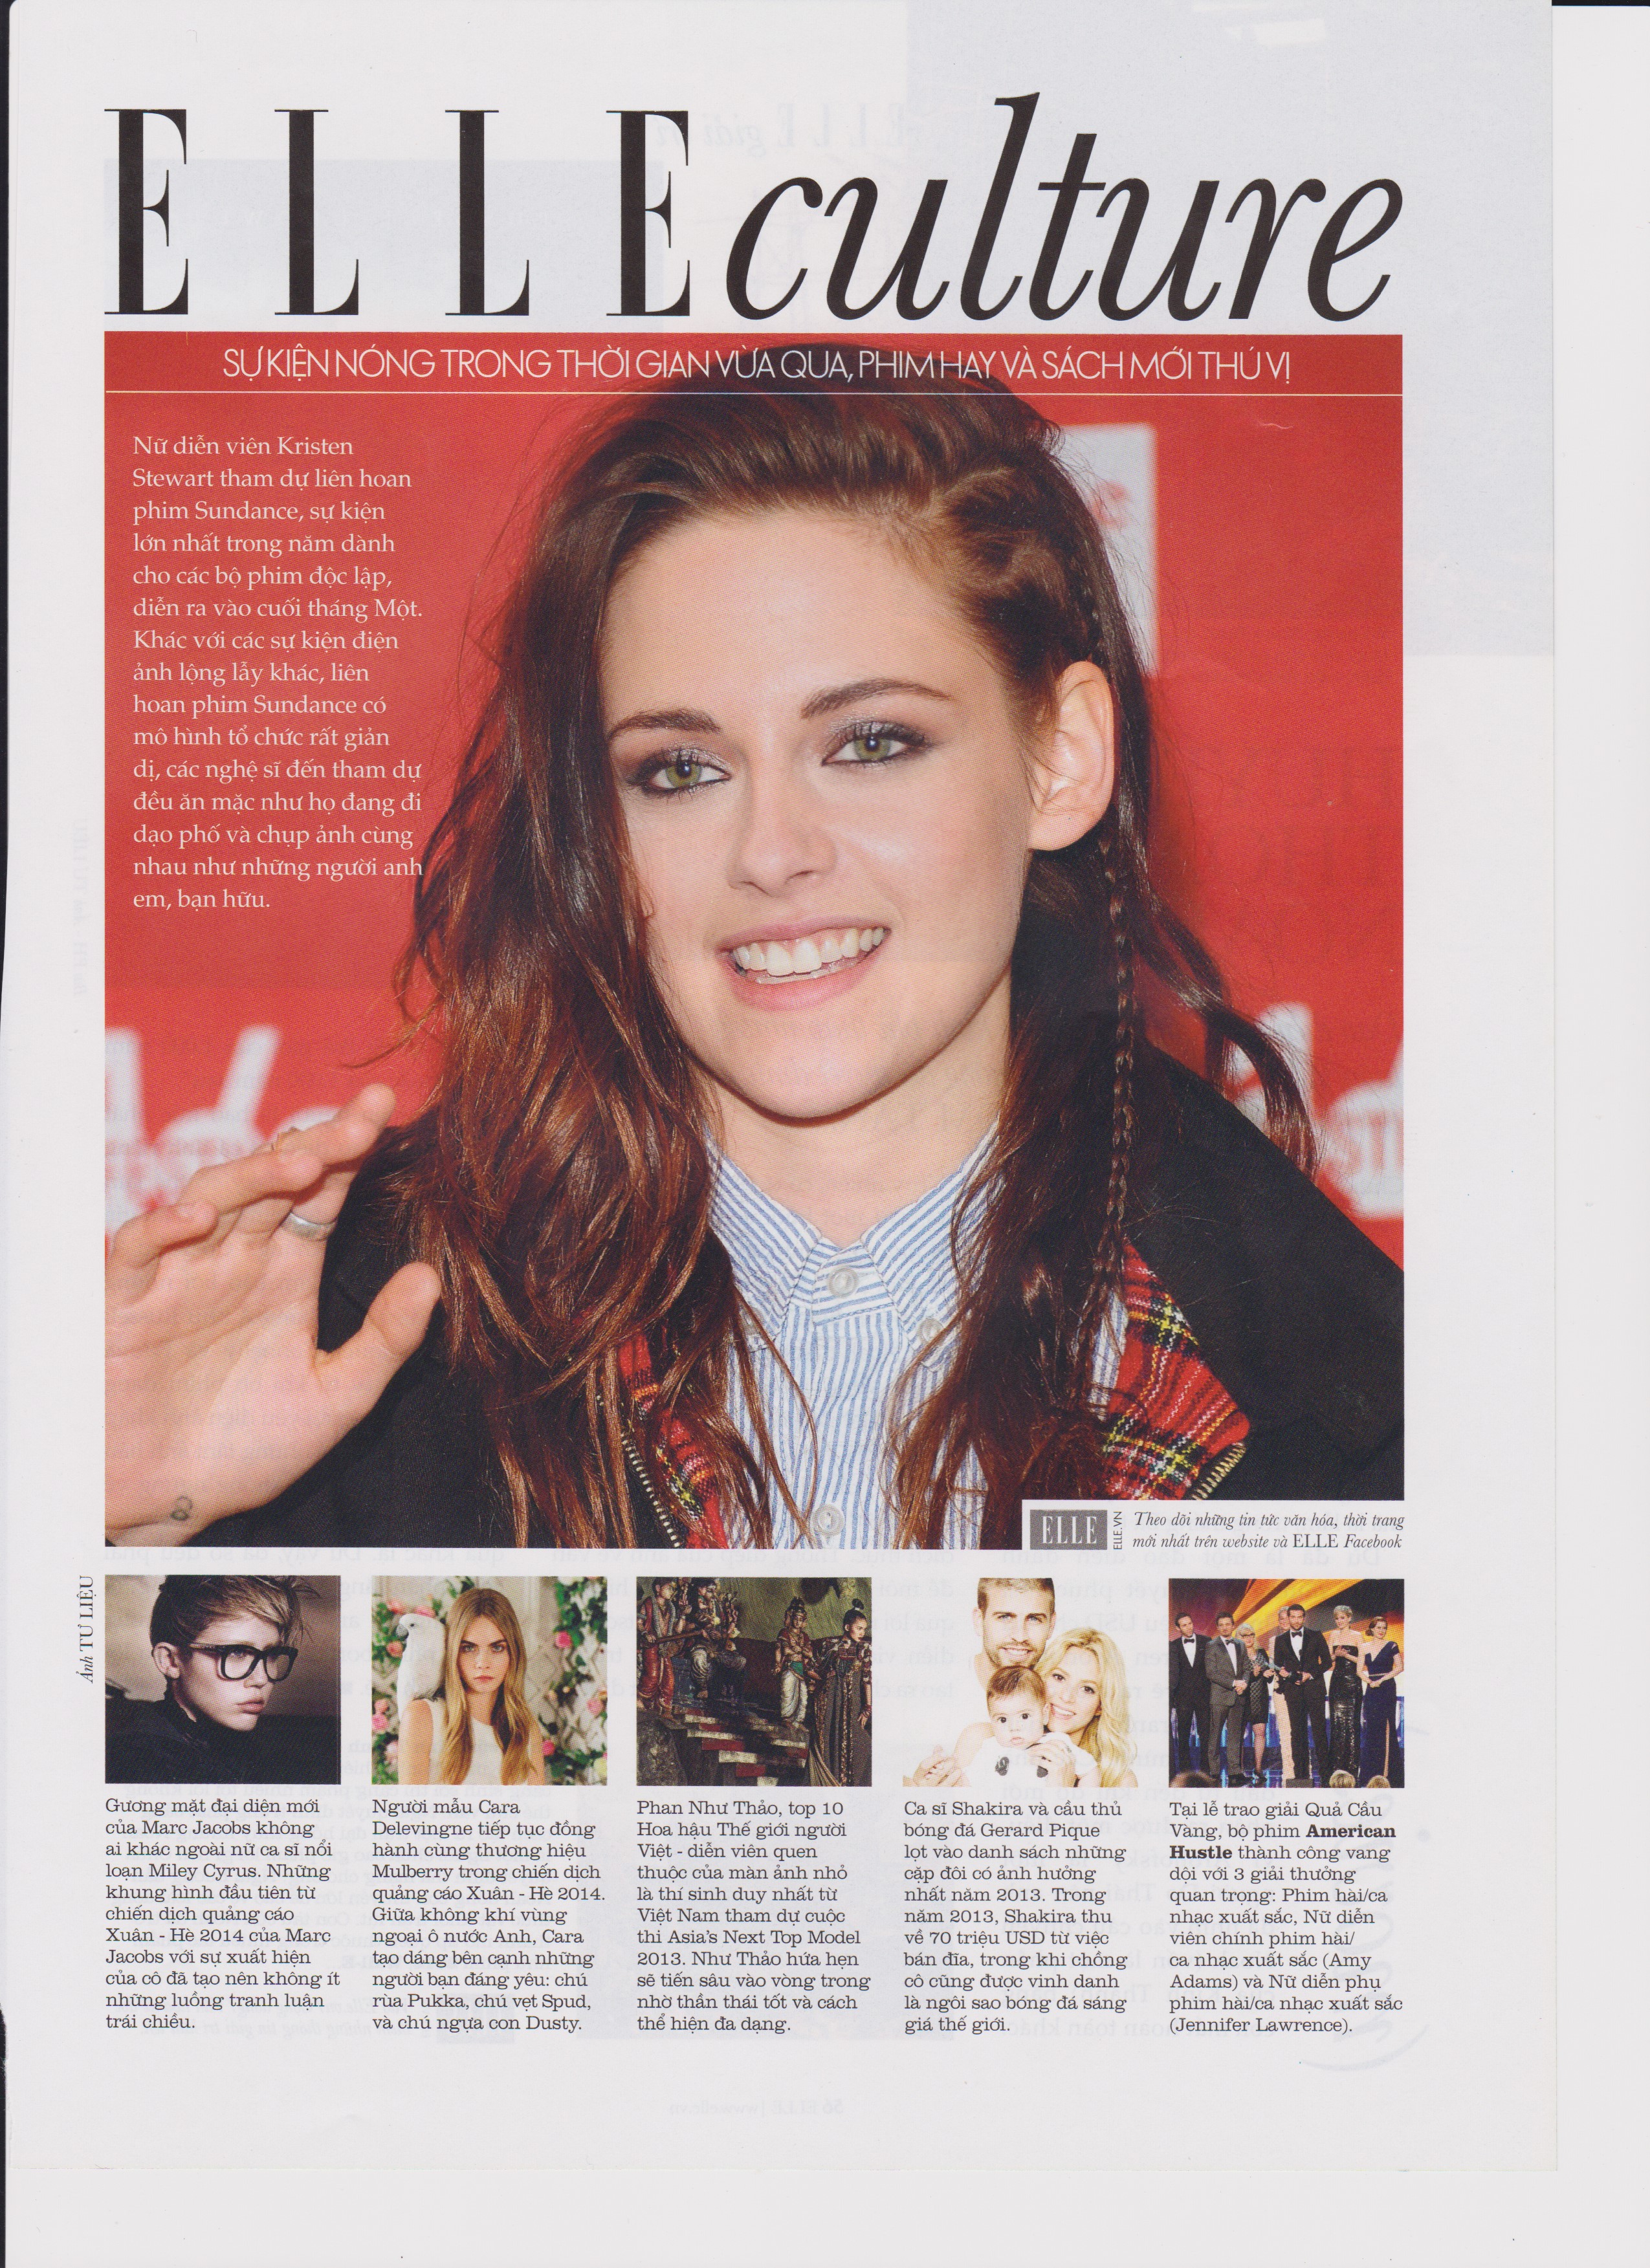 ELLE culture
SỰ KIỆN NÓNG TRONG THỜI GIAN VỪA QUA, PHIM HAY VÀ SÁCH MỚI THÚ VỊ
Nữ diễn viên Kristen
Stewart tham dự liên hoan
phim Sundance, sự kiện
lớn nhất trong năm dành
cho các bộ phim độc lập,
diễn ra vào cuối tháng Một.
Khác với các sự kiện điện
ảnh lộng lẫy khác, liên
hoan phim Sundance có
mô hình tổ chức rất giản
dị, các nghệ sĩ đến tham dự
đều ăn mặc như họ đang đi
dạo phố và chụp ảnh cùng
nhau như những người anh
em, bạn hữu.
ELLE
ELLE.VN
Theo dõi những tin tức văn hóa, thời trang
mới nhất trên website và ELLE Facebook
Ảnh TƯ LIỆU
Gương mặt đại diện mới
của Marc Jacobs không
ai khác ngoài nữ ca sĩ nổi
loạn Miley Cyrus. Những
khung hình đầu tiên từ
chiến dịch quảng cáo
Xuân - Hè 2014 của Marc
Jacobs với sự xuất hiện
của cô đã tạo nên không ít
những luồng tranh luận
trái chiều.
Người mẫu Cara
Delevingne tiếp tục đồng
hành cùng thương hiệu
Mulberry trong chiến dịch
quảng cáo Xuân - Hè 2014.
Giữa không khí vùng
ngoại ô nước Anh, Cara
tạo dáng bên cạnh những
người bạn đáng yêu: chú
rùa Pukka, chú vẹt Spud,
và chú ngựa con Dusty.
Phan Như Thảo, top 10
Hoa hậu Thế giới người
Việt - diễn viên quen
thuộc của màn ảnh nhỏ
là thí sinh duy nhất từ
Việt Nam tham dự cuộc
thi Asia's Next Top Model
2013. Như Thảo hứa hẹn
sẽ tiến sâu vào vòng trong
nhờ thần thái tốt và cách
thể hiện đa dạng.
Ca sĩ Shakira và cầu thủ
bóng đá Gerard Pique
lọt vào danh sách những
cặp đôi có ảnh hưởng
nhất năm 2013. Trong
năm 2013, Shakira thu
về 70 triệu USD từ việc
bán đĩa, trong khi chồng
cô cũng được vinh danh
là ngôi sao bóng đá sáng
giá thế giới.
Tại lễ trao giải Quả Cầu
Vàng, bộ phim American
Hustle thành công vang
dội với 3 giải thưởng
quan trọng: Phim hài/ca
nhạc xuất sắc, Nữ diễn
viên chính phim hài/
ca nhạc xuất sắc (Amy
Adams) và Nữ diễn phụ
phim hài/ca nhạc xuất sắc
(Jennifer Lawrence).